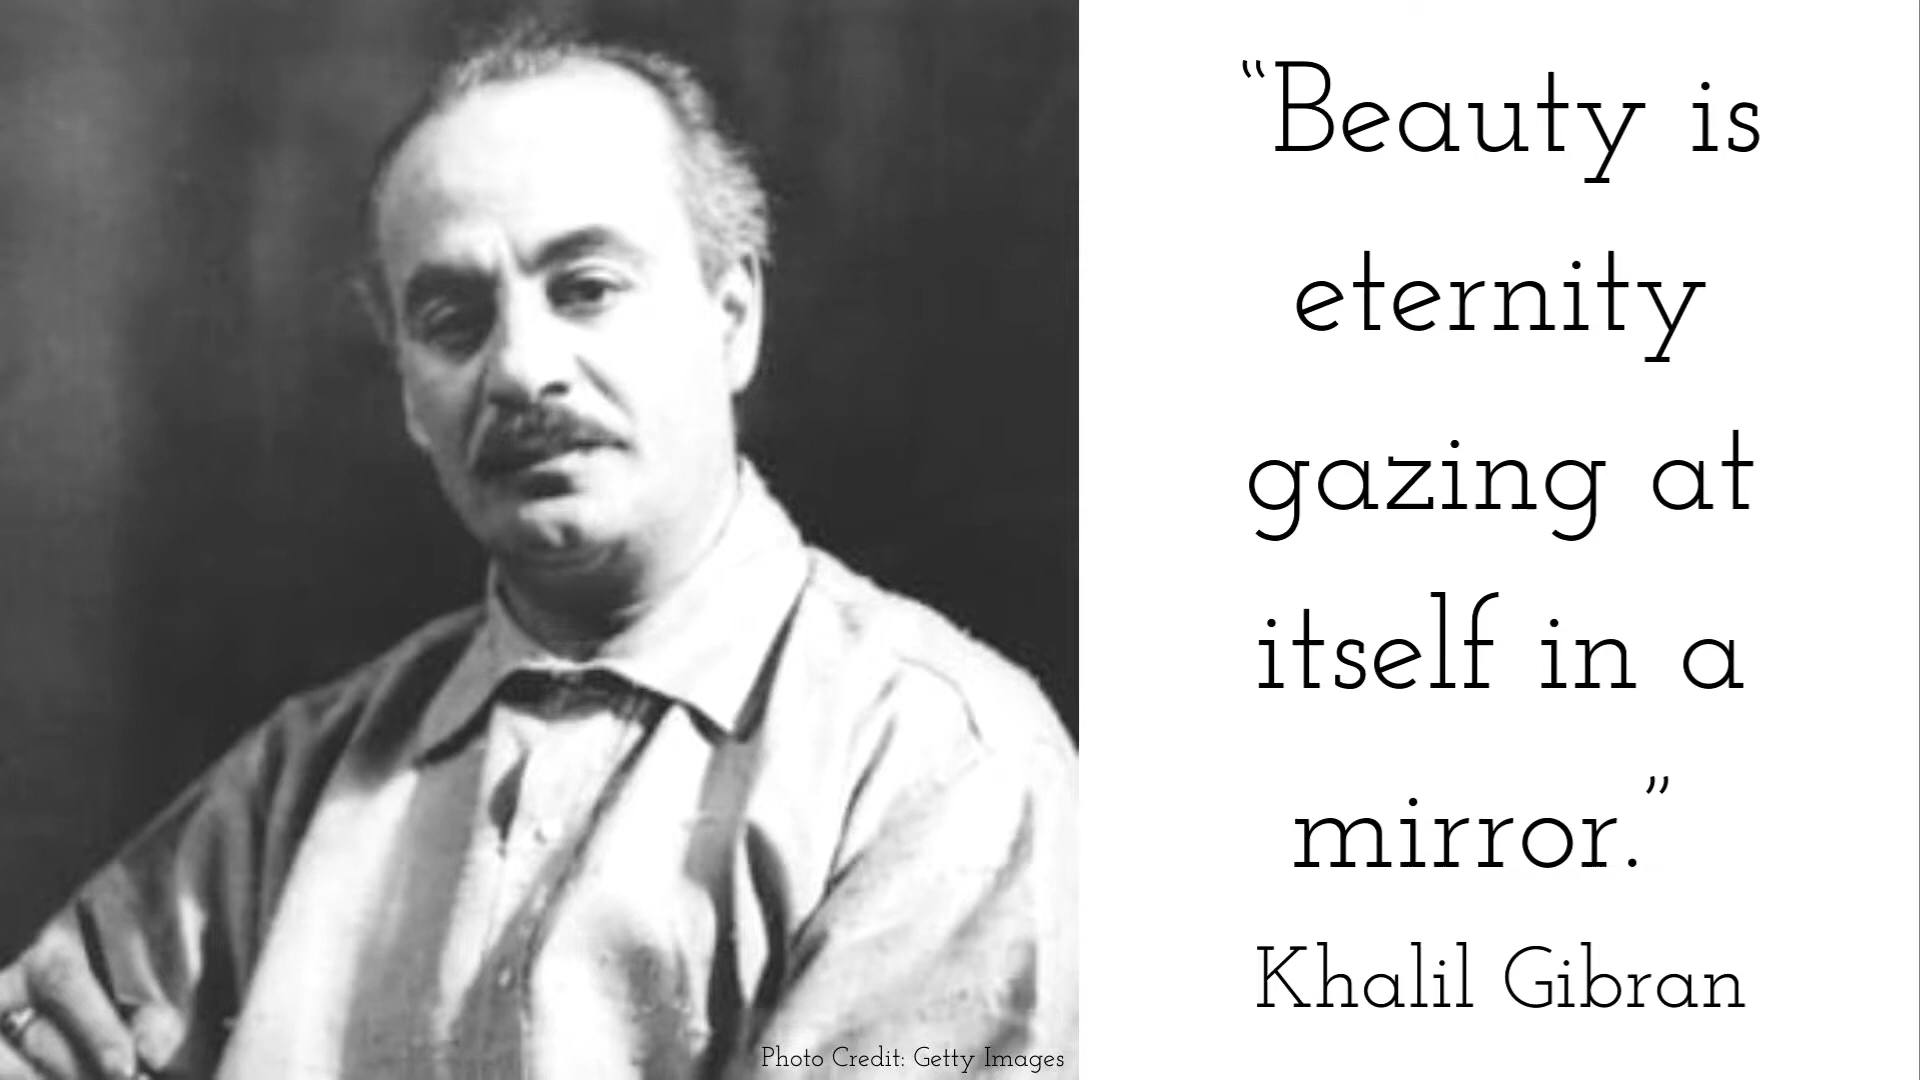 “Beauty is
eternity
gazing at
itself in a
mirror.”
Khalil Gibran
Photo Credit: Getty Images